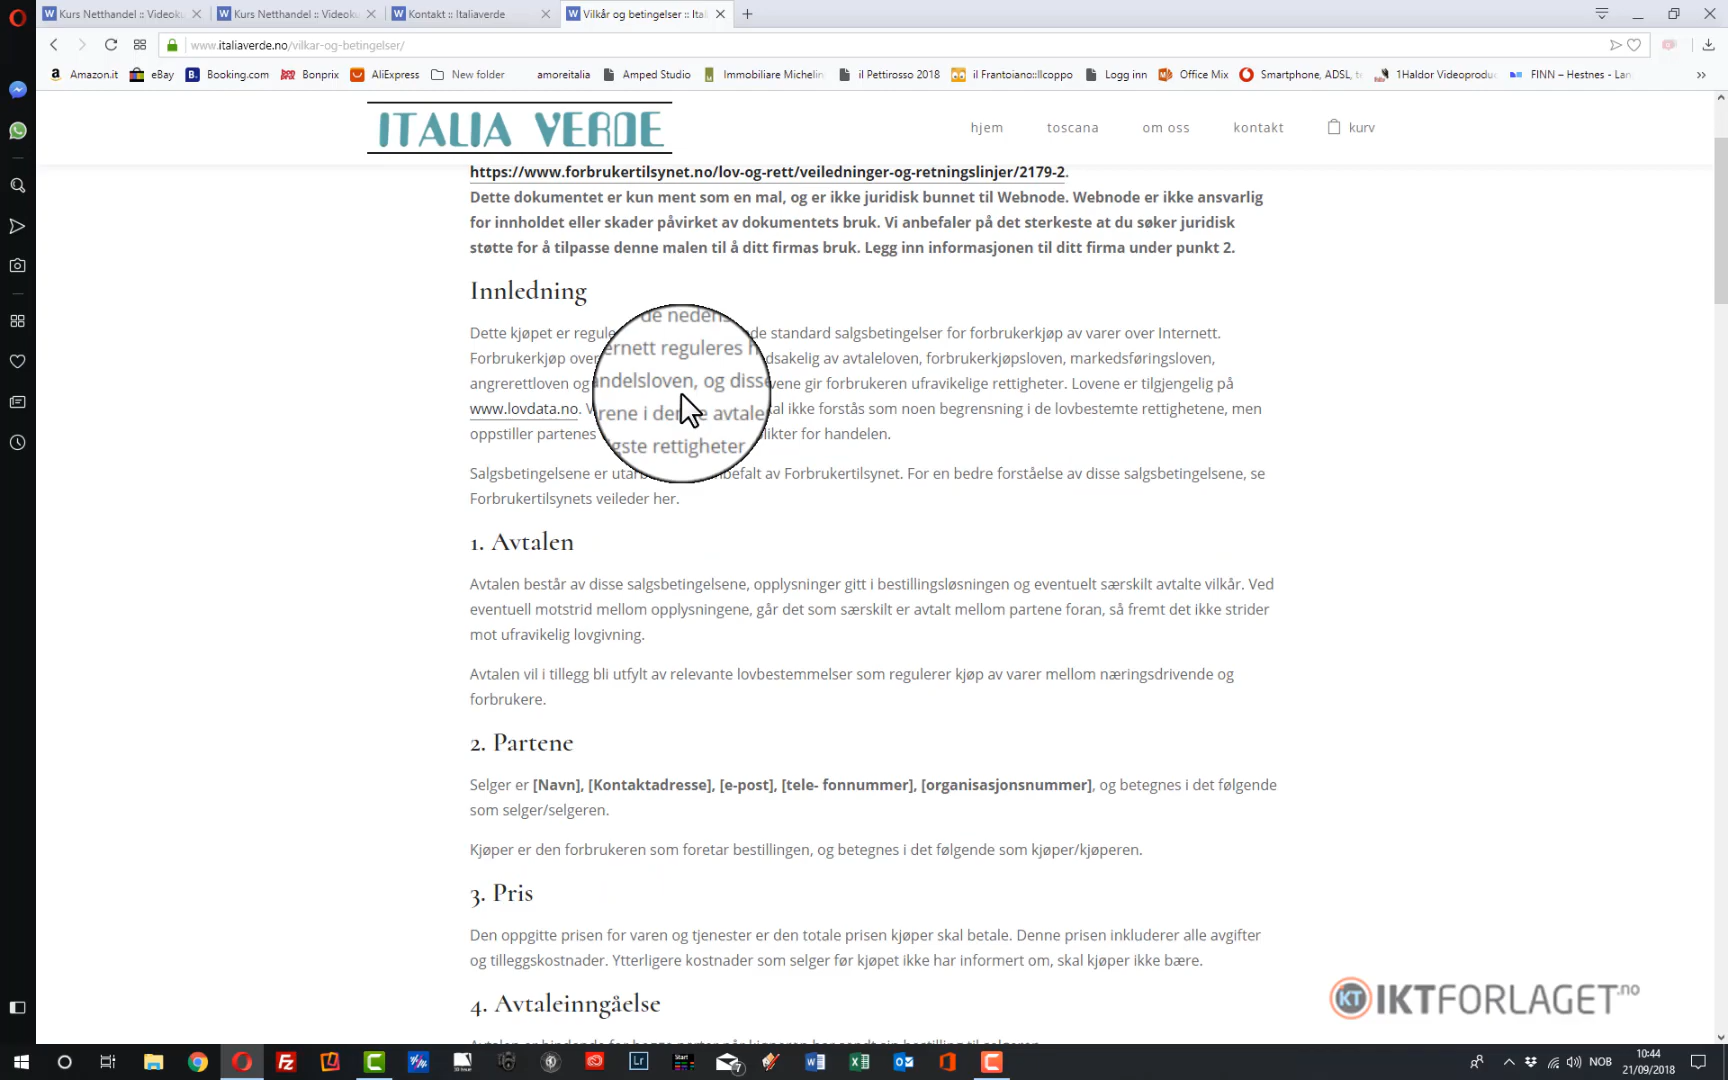 Kurs Netthandel :: Videoku
Kurs Netthandel :: Videoku
Kontakt :: Italiaverde
Vilkår og betingelser :: Ital
www.italiaverde.no/vilkar-og-betingelser/
Amazon.it
eBay
Booking.com
Bonprix
AliExpress
New folder
amoreitalia
Amped Studio
Immobiliare Michelin
il Pettirosso 2018
il Frantoiano::Ilcoppo
Logg inn
Office Mix
Smartphone, ADSL,
1Haldor Videoproduc
FINN – Hestnes - Lan
ITALIA VERDE
hjem
toscana
om oss
kontakt
kurv
https://www.forbrukertilsynet.no/lov-og-rett/veiledninger-og-retningslinjer/2179-2.
Dette dokumentet er kun ment som en mal, og er ikke juridisk bunnet til Webnode. Webnode er ikke ansvarlig
for innholdet eller skader påvirket av dokumentets bruk. Vi anbefaler på det sterkeste at du søker juridisk
støtte for å tilpasse denne malen til å ditt firmas bruk. Legg inn informasjonen til ditt firma under punkt 2.
Innledning
Dette kjøpet er regule de nedens de standard salgsbetingelser for forbrukerkjøp av varer over Internett.
Forbrukerkjøp over ernett reguleres h dsakelig av avtaleloven, forbrukerkjøpsloven, markedsføringsloven,
angrerettloven og ndelsloven, og disse vene gir forbrukeren ufravikelige rettigheter. Lovene er tilgjengelig på
www.lovdata.no. V rene i de e avtale al ikke forstås som noen begrensning i de lovbestemte rettighetene, men
oppstiller partenes gste rettigheter likter for handelen.
Salgsbetingelsene er utar befalt av Forbrukertilsynet. For en bedre forståelse av disse salgsbetingelsene, se
Forbrukertilsynets veileder her.
1. Avtalen
Avtalen består av disse salgsbetingelsene, opplysninger gitt i bestillingsløsningen og eventuelt særskilt avtalte vilkår. Ved
eventuell motstrid mellom opplysningene, går det som særskilt er avtalt mellom partene foran, så fremt det ikke strider
mot ufravikelig lovgivning.
Avtalen vil i tillegg bli utfylt av relevante lovbestemmelser som regulerer kjøp av varer mellom næringsdrivende og
forbrukere.
2. Partene
Selger er [Navn], [Kontaktadresse], [e-post], [tele- fonnummer], [organisasjonsnummer], og betegnes i det følgende
som selger/selgeren.
Kjøper er den forbrukeren som foretar bestillingen, og betegnes i det følgende som kjøper/kjøperen.
3. Pris
Den oppgitte prisen for varen og tjenester er den totale prisen kjøper skal betale. Denne prisen inkluderer alle avgifter
og tilleggskostnader. Ytterligere kostnader som selger før kjøpet ikke har informert om, skal kjøper ikke bære.
4. Avtaleinngåelse
KT IKTFORLAGET.no
NOB
10:44
21/09/2018